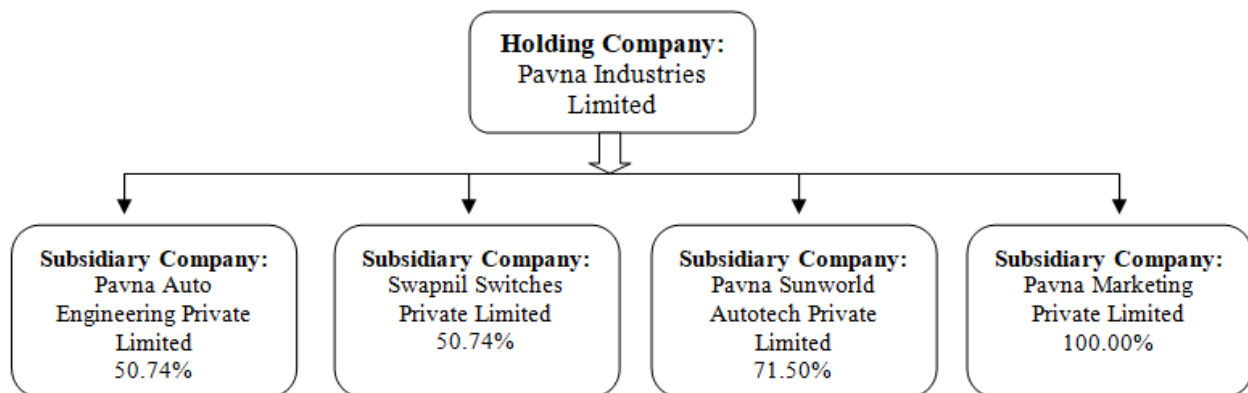 Holding Company:
Pavna Industries
Limited
Subsidiary Company:
Pavna Auto
Engineering Private
Limited
50.74%
Subsidiary Company:
Swapnil Switches
Private Limited
50.74%
Subsidiary Company:
Pavna Sunworld
Autotech Private
Limited
71.50%
Subsidiary Company:
Pavna Marketing
Private Limited
100.00%